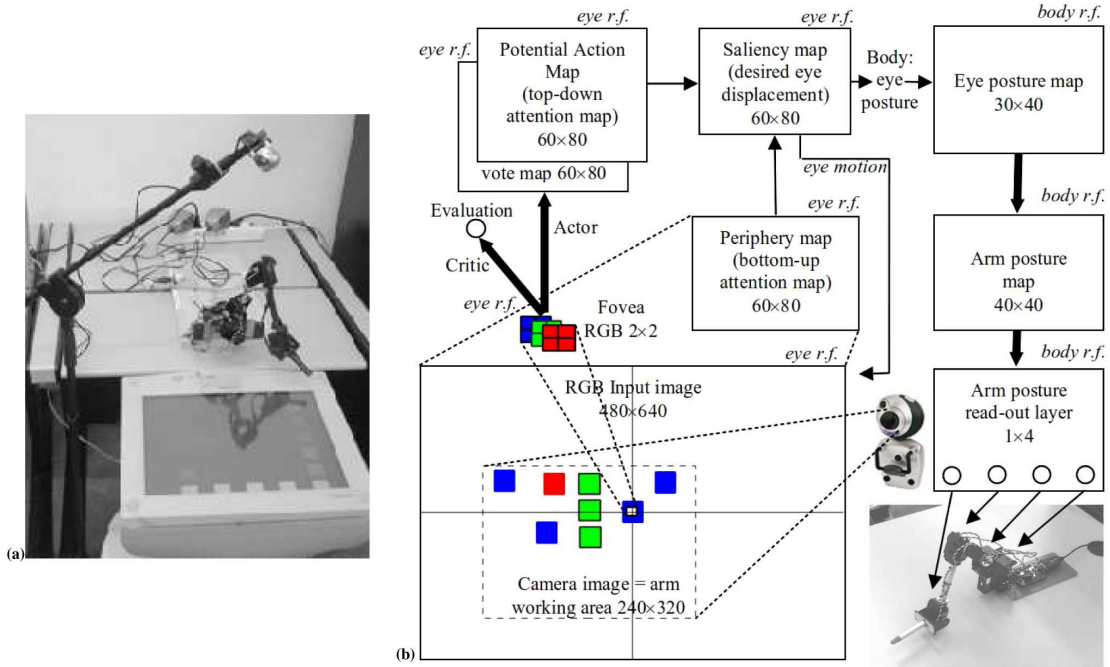 (a)
eye r.f.
eye r.f.
Potential Action
Map
(top-down
attention map)
60×80
vote map 60×80
eye r.f.
Saliency map
(desired eye
displacement)
60×80
Body:
eye
posture
body r.f.
Eye posture map
30×40
eye motion
Evaluation
Critic
Actor
eye r.f.
Fovea
RGB 2×2
eye r.f.
Periphery map
(bottom-up
attention map)
60×80
body r.f.
Arm posture
map
40×40
eye r.f.
RGB Input image
480×640
body r.f.
Arm posture
read-out layer
1×4
Camera image = arm
working area 240×320
(b)